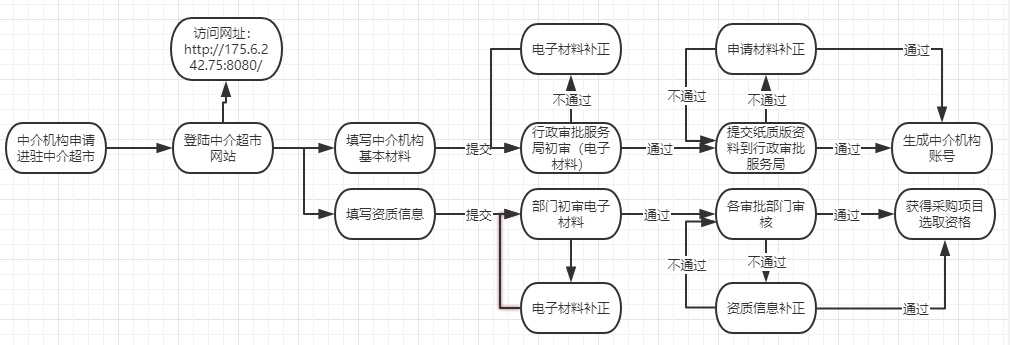 访问网址：
http://175.6.2
42.75:8080/
电子材料补正
申请材料补正
通过
不通过
不通过
不通过
中介机构申请
进驻中介超市
登陆中介超市
网站
填写中介机构
基本材料
提交
行政审批服务
局初审（电子
材料）
通过
提交纸质版资
料到行政审批
服务局
通过
生成中介机构
账号
填写资质信息
提交
部门初审电子
材料
通过
各审批部门审
核
通过
获得采购项目
选取资格
不通过
不通过
电子材料补正
资质信息补正
通过